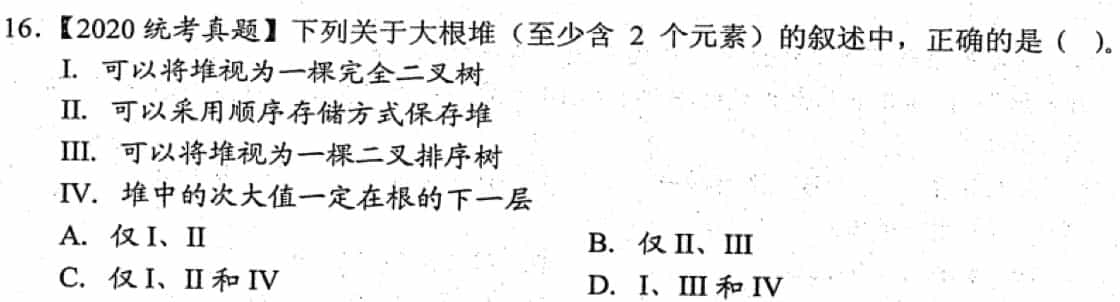 16.【2020 统考真题】下列关于大根堆（至少含 2 个元素）的叙述中，正确的是（ ）。
I. 可以将堆视为一棵完全二叉树
II. 可以采用顺序存储方式保存堆
III. 可以将堆视为一棵二叉排序树
IV. 堆中的次大值一定在根的下一层
A. 仅 I、II
B. 仅 II、III
C. 仅 I、II 和 IV
D. I、III 和 IV